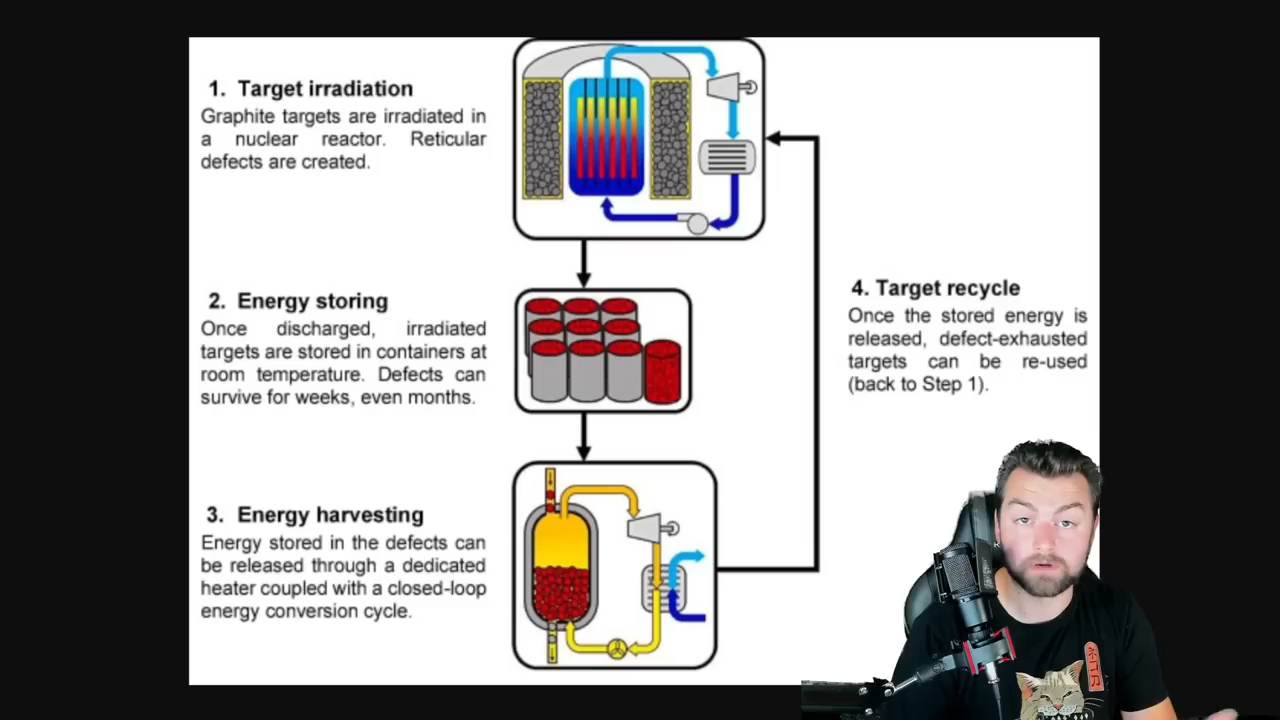 1. Target irradiation
Graphite targets are irradiated in
a nuclear reactor. Reticular
defects are created.
2. Energy storing
Once discharged, irradiated
targets are stored in containers at
room temperature. Defects can
survive for weeks, even months.
3. Energy harvesting
Energy stored in the defects can
be released through a dedicated
heater coupled with a closed-loop
energy conversion cycle.
4. Target recycle
Once the stored energy is
released, defect-exhausted
targets can be re-used
(back to Step 1).